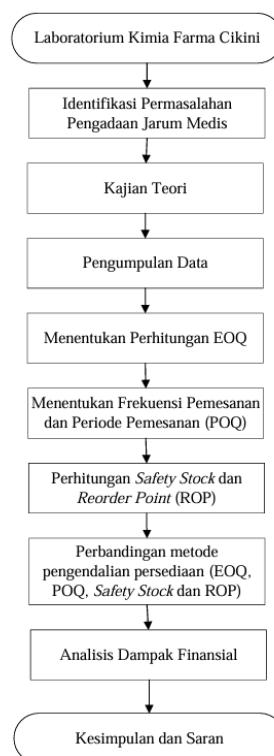 Laboratorium Kimia Farma Cikini
Identifikasi Permasalahan
Pengadaan Jarum Medis
Kajian Teori
Pengumpulan Data
Menentukan Perhitungan EOQ
Menentukan Frekuensi Pemesanan
dan Periode Pemesanan (POQ)
Perhitungan Safety Stock dan
Reorder Point (ROP)
Perbandingan metode
pengendalian persediaan (EOQ,
POQ, Safety Stock dan ROP)
Analisis Dampak Finansial
Kesimpulan dan Saran